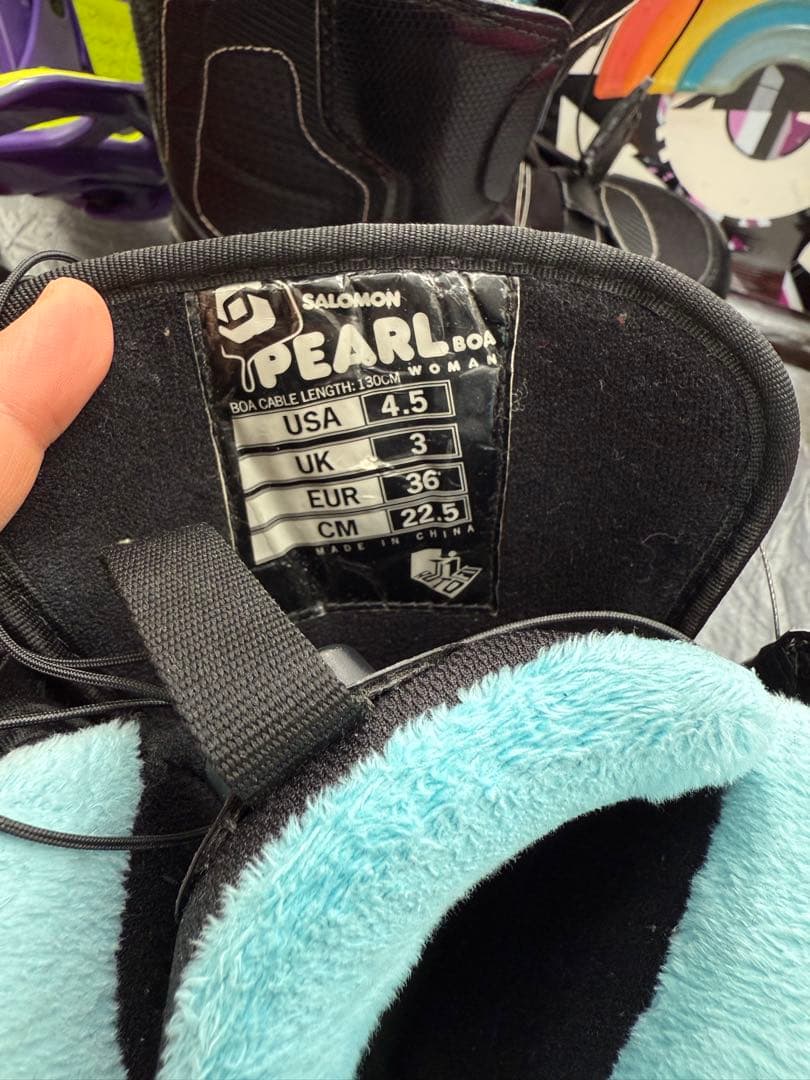 SALOMON
PEARL BOA
WOMAN
BOA CABLE LENGTH: 130CM
USA 4.5
UK 3
EUR 36
CM 22.5
MADE IN CHINA